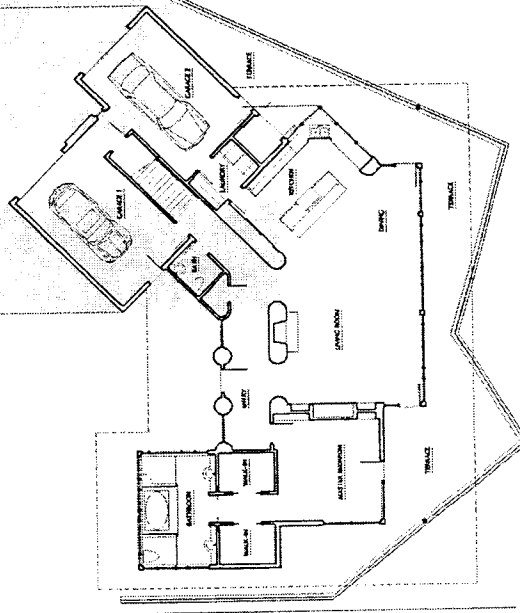 GARAGE 2
TERRACE
LAUNDRY
KITCHEN
GARAGE 1
BATH
DINING
TERRACE
LIVING ROOM
ENTRY
WALK-IN
BATHROOM
WALK-IN
MASTER BEDROOM
TERRACE